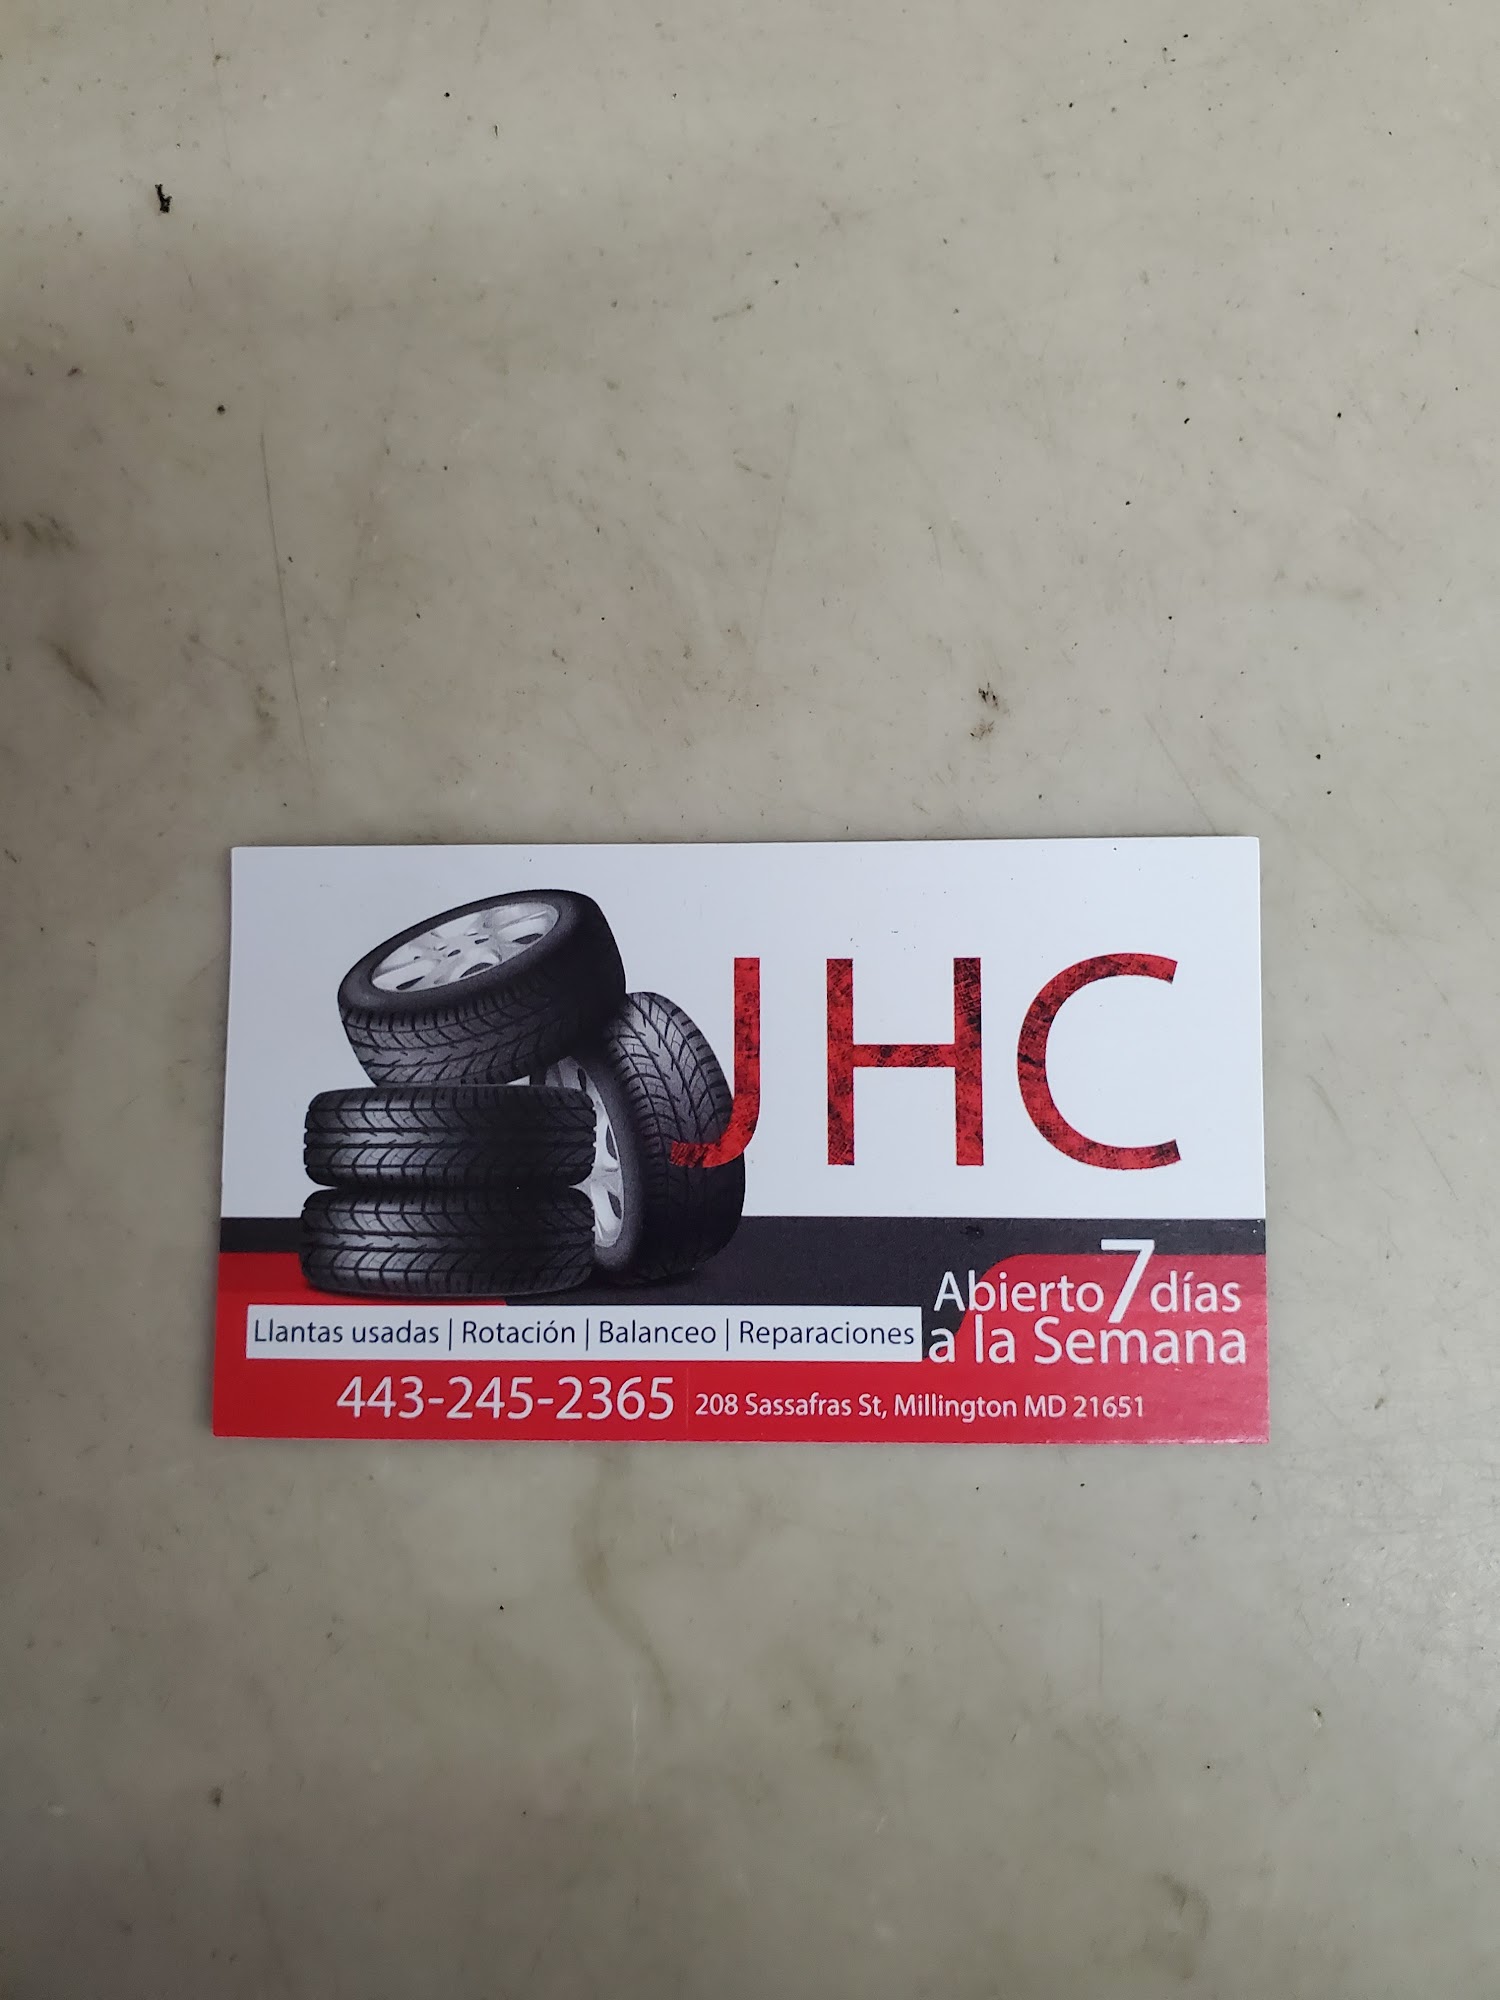 JHC
Abierto 7 días
a la Semana
Llantas usadas | Rotación | Balanceo | Reparaciones
443-245-2365
208 Sassafras St, Millington MD 21651